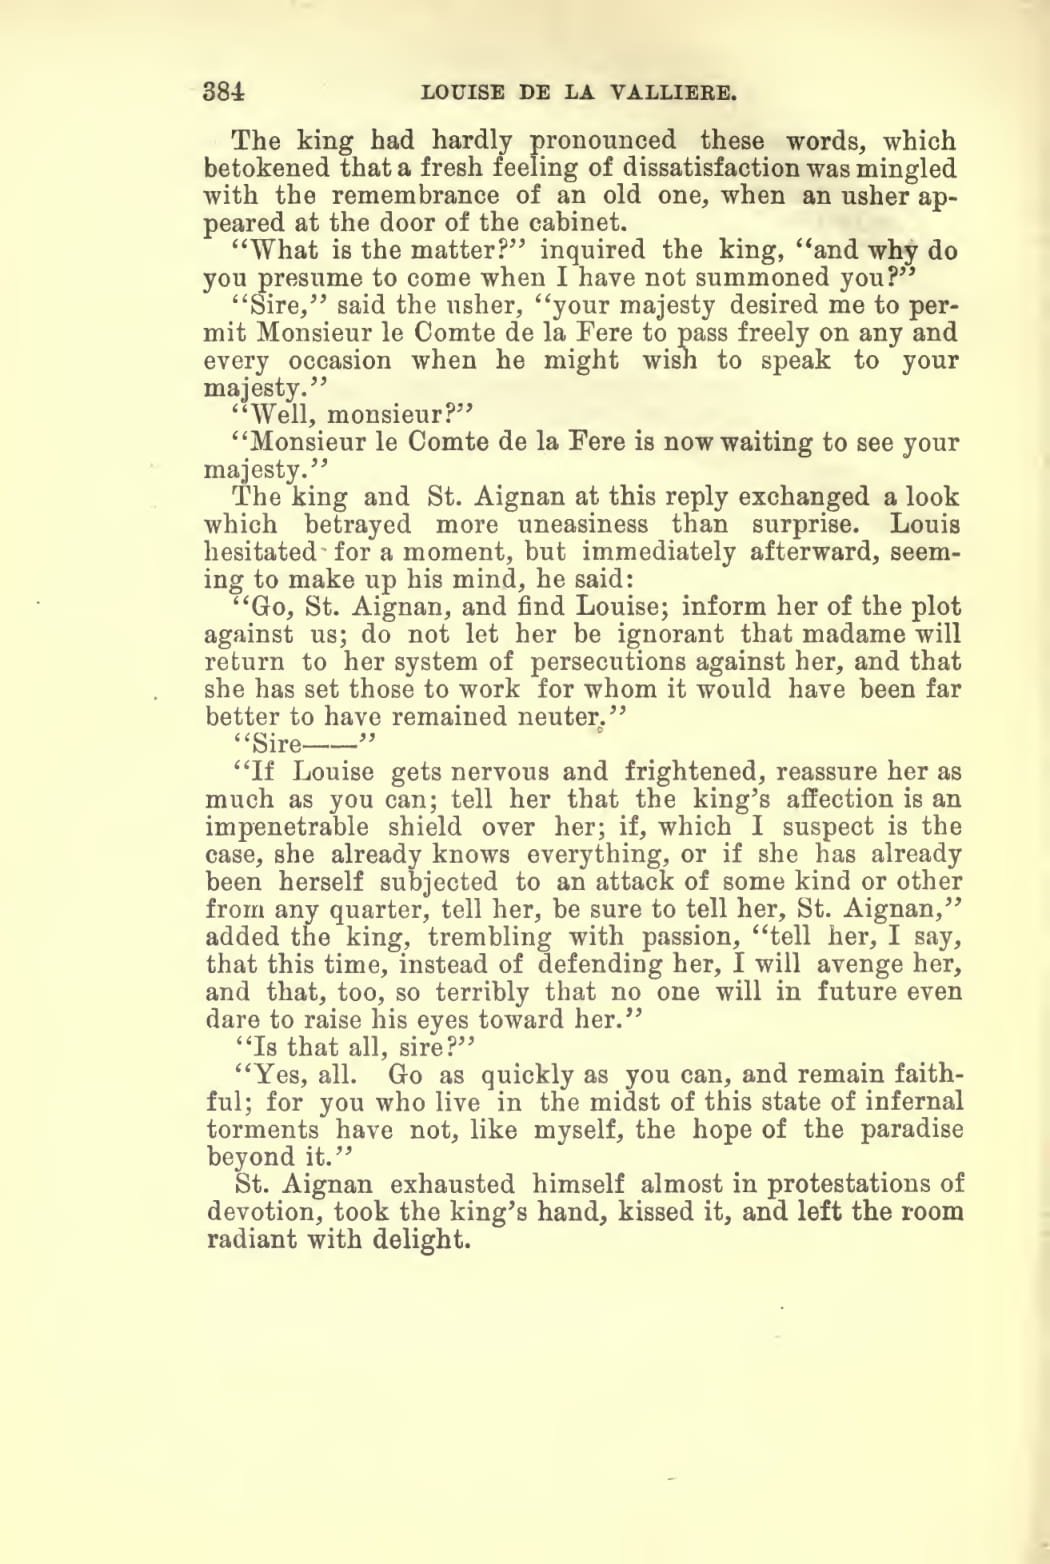 384 LOUISE DE LA VALLIERE.
The king had hardly pronounced these words, which
betokened that a fresh feeling of dissatisfaction was mingled
with the remembrance of an old one, when an usher ap-
peared at the door of the cabinet.
“What is the matter?” inquired the king, “and why do
you presume to come when I have not summoned you?”
“Sire,” said the usher, “your majesty desired me to per-
mit Monsieur le Comte de la Fere to pass freely on any and
every occasion when he might wish to speak to your
majesty.”
“Well, monsieur?”
“Monsieur le Comte de la Fere is now waiting to see your
majesty.”
The king and St. Aignan at this reply exchanged a look
which betrayed more uneasiness than surprise. Louis
hesitated for a moment, but immediately afterward, seem-
ing to make up his mind, he said:
“Go, St. Aignan, and find Louise; inform her of the plot
against us; do not let her be ignorant that madame will
return to her system of persecutions against her, and that
she has set those to work for whom it would have been far
better to have remained neuter.”
“Sire——”
“If Louise gets nervous and frightened, reassure her as
much as you can; tell her that the king’s affection is an
impenetrable shield over her; if, which I suspect is the
case, she already knows everything, or if she has already
been herself subjected to an attack of some kind or other
from any quarter, tell her, be sure to tell her, St. Aignan,”
added the king, trembling with passion, “tell her, I say,
that this time, instead of defending her, I will avenge her,
and that, too, so terribly that no one will in future even
dare to raise his eyes toward her.”
“Is that all, sire?”
“Yes, all. Go as quickly as you can, and remain faith-
ful; for you who live in the midst of this state of infernal
torments have not, like myself, the hope of the paradise
beyond it.”
St. Aignan exhausted himself almost in protestations of
devotion, took the king’s hand, kissed it, and left the room
radiant with delight.